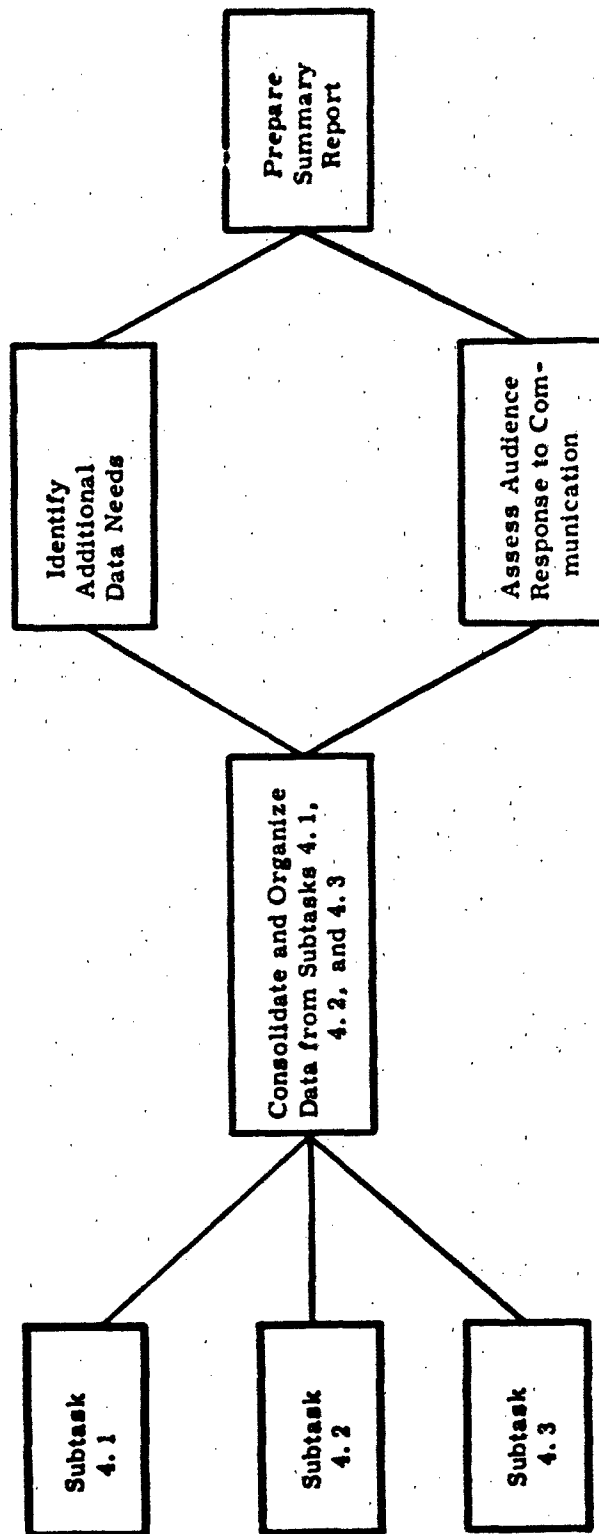 Subtask
4.1
Subtask
4.2
Subtask
4.3
Consolidate and Organize
Data from Subtasks 4.1,
4.2, and 4.3
Identify
Additional
Data Needs
Assess Audience
Response to Com-
munication
Prepare
Summary
Report